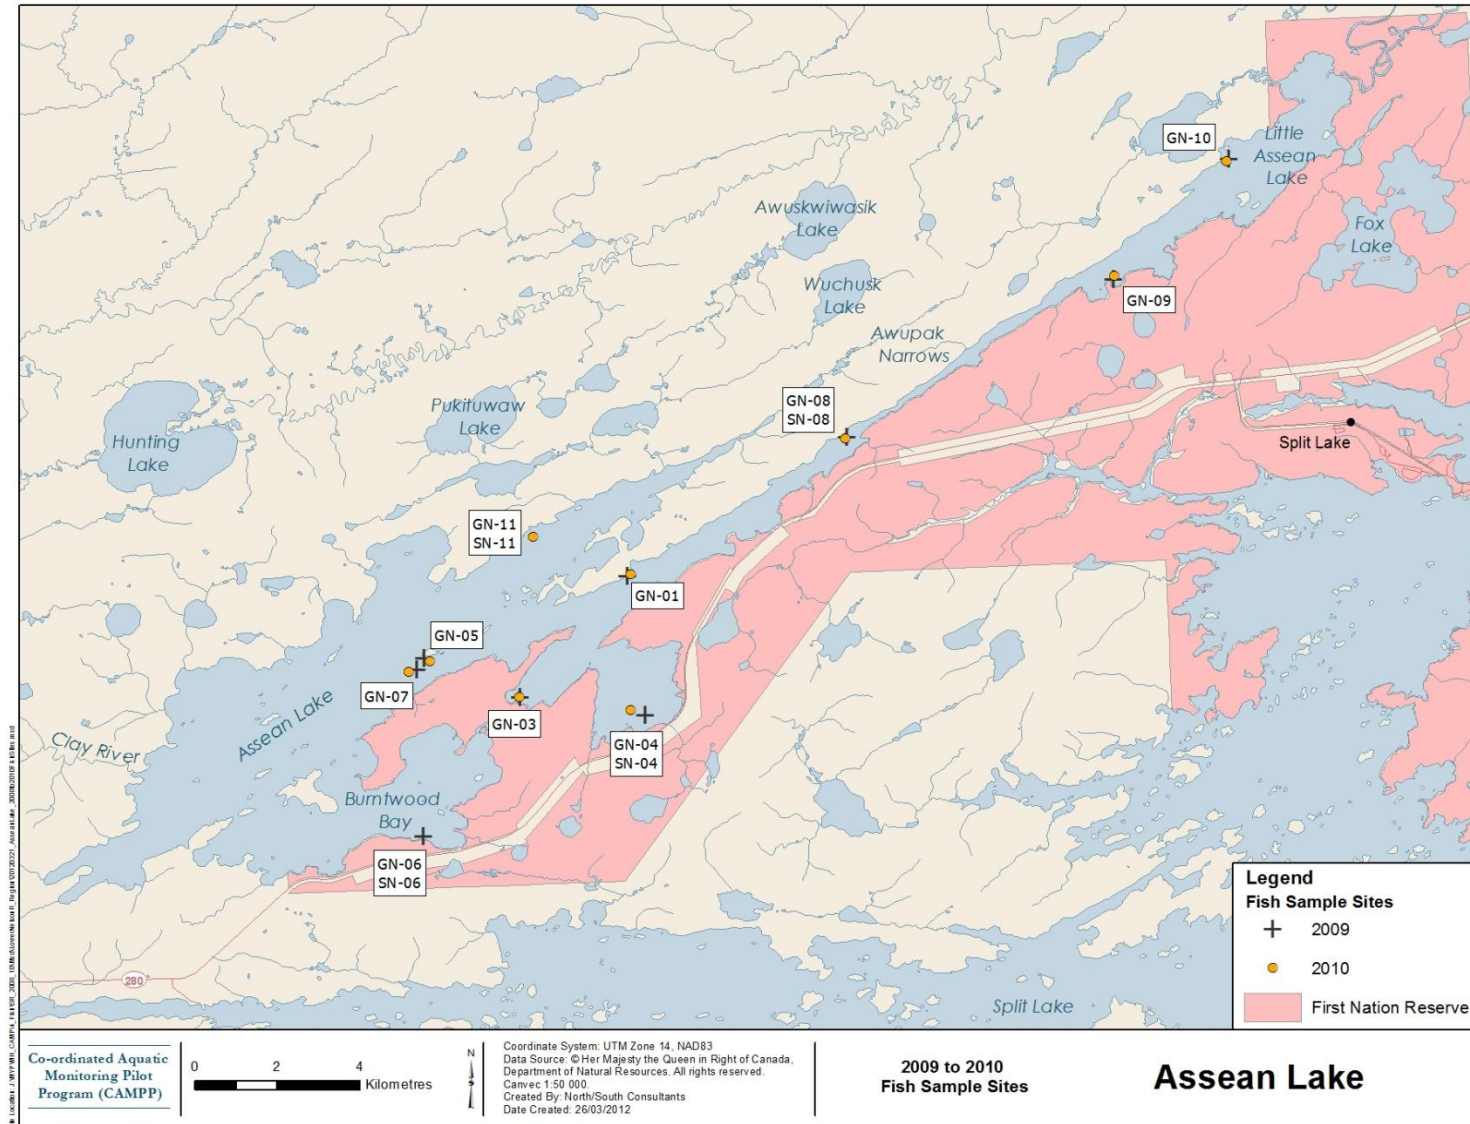 GN-10
Little
Assean
Lake
Awuskwiwasik
Lake
Fox
Lake
Wuchusk
Lake
GN-09
Awupak
Narrows
GN-08
SN-08
Pukituwaw
Lake
Hunting
Lake
Split Lake
GN-11
SN-11
GN-01
GN-05
GN-07
GN-03
Assean Lake
Clay River
GN-04
SN-04
Burntwood
Bay
GN-06
SN-06
280
Split Lake
Legend
Fish Sample Sites
2009
2010
First Nation Reserve
Co-ordinated Aquatic
Monitoring Pilot
Program (CAMPP)
0 2 4
Kilometres
N
Coordinate System: UTM Zone 14, NAD83
Data Source: © Her Majesty the Queen in Right of Canada,
Department of Natural Resources. All rights reserved.
Canvec 1:50 000.
Created By: North/South Consultants
Date Created: 26/03/2012
2009 to 2010
Fish Sample Sites
Assean Lake